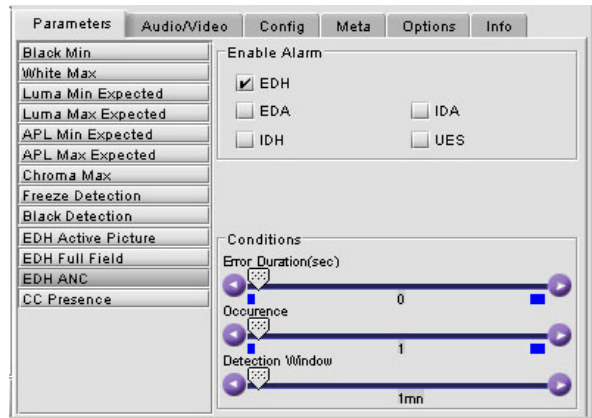 Parameters Audio/Video Config Meta Options Info
Black Min
White Max
Luma Min Expected
Luma Max Expected
APL Min Expected
APL Max Expected
Chroma Max
Freeze Detection
Black Detection
EDH Active Picture
EDH Full Field
EDH ANC
CC Presence
Enable Alarm
EDH
EDA IDA
IDH UES
Conditions
Error Duration(sec)
0
Occurence
1
Detection Window
1mn